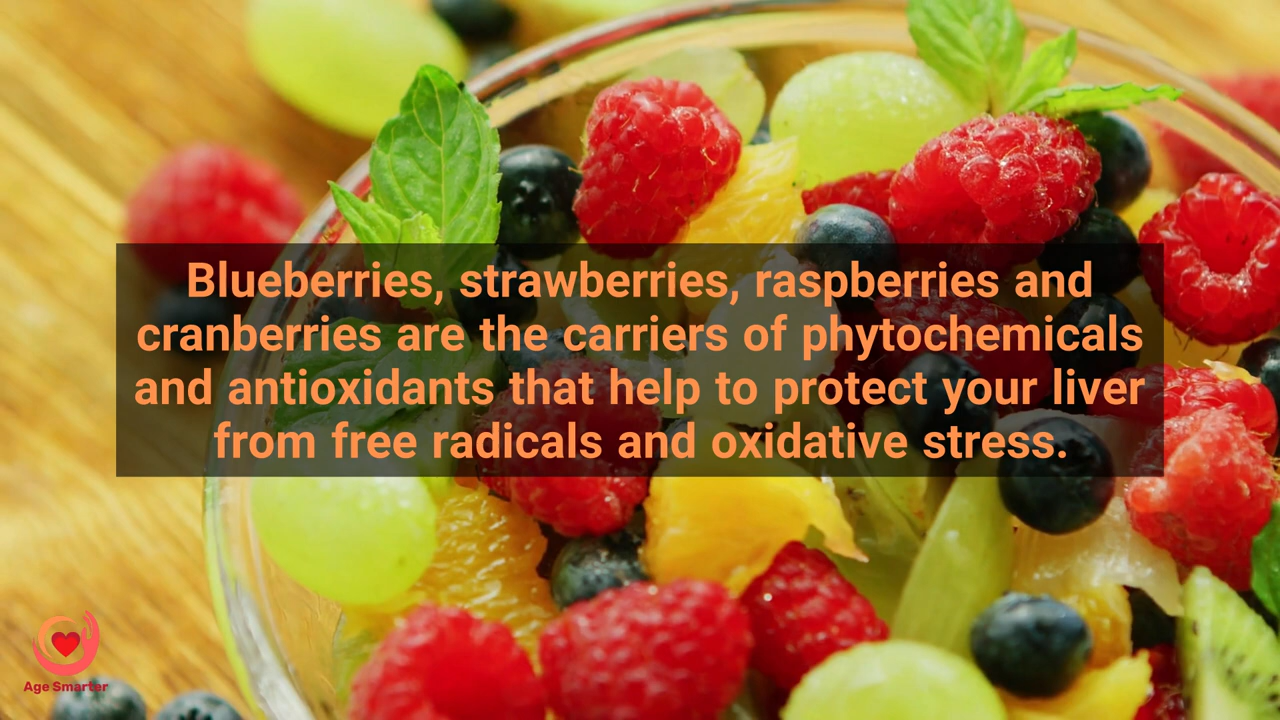 Blueberries, strawberries, raspberries and
cranberries are the carriers of phytochemicals
and antioxidants that help to protect your liver
from free radicals and oxidative stress.
Age Smarter